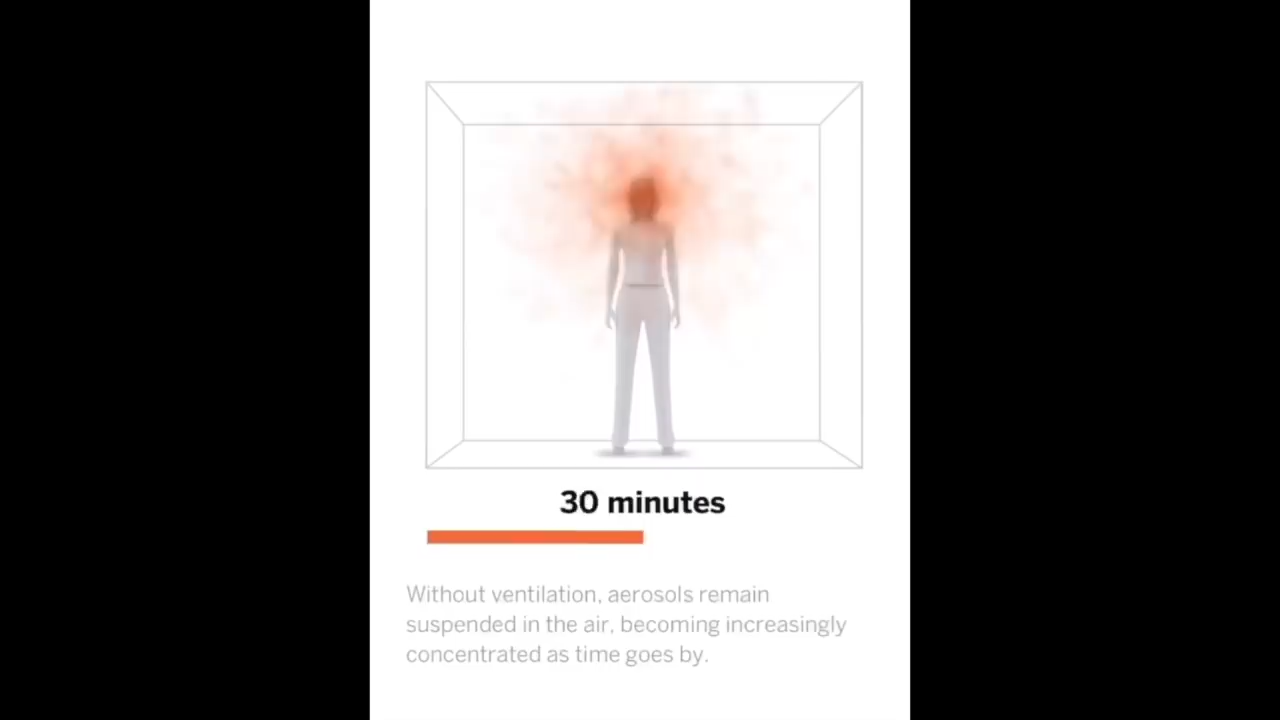 30 minutes
Without ventilation, aerosols remain
suspended in the air, becoming increasingly
concentrated as time goes by.